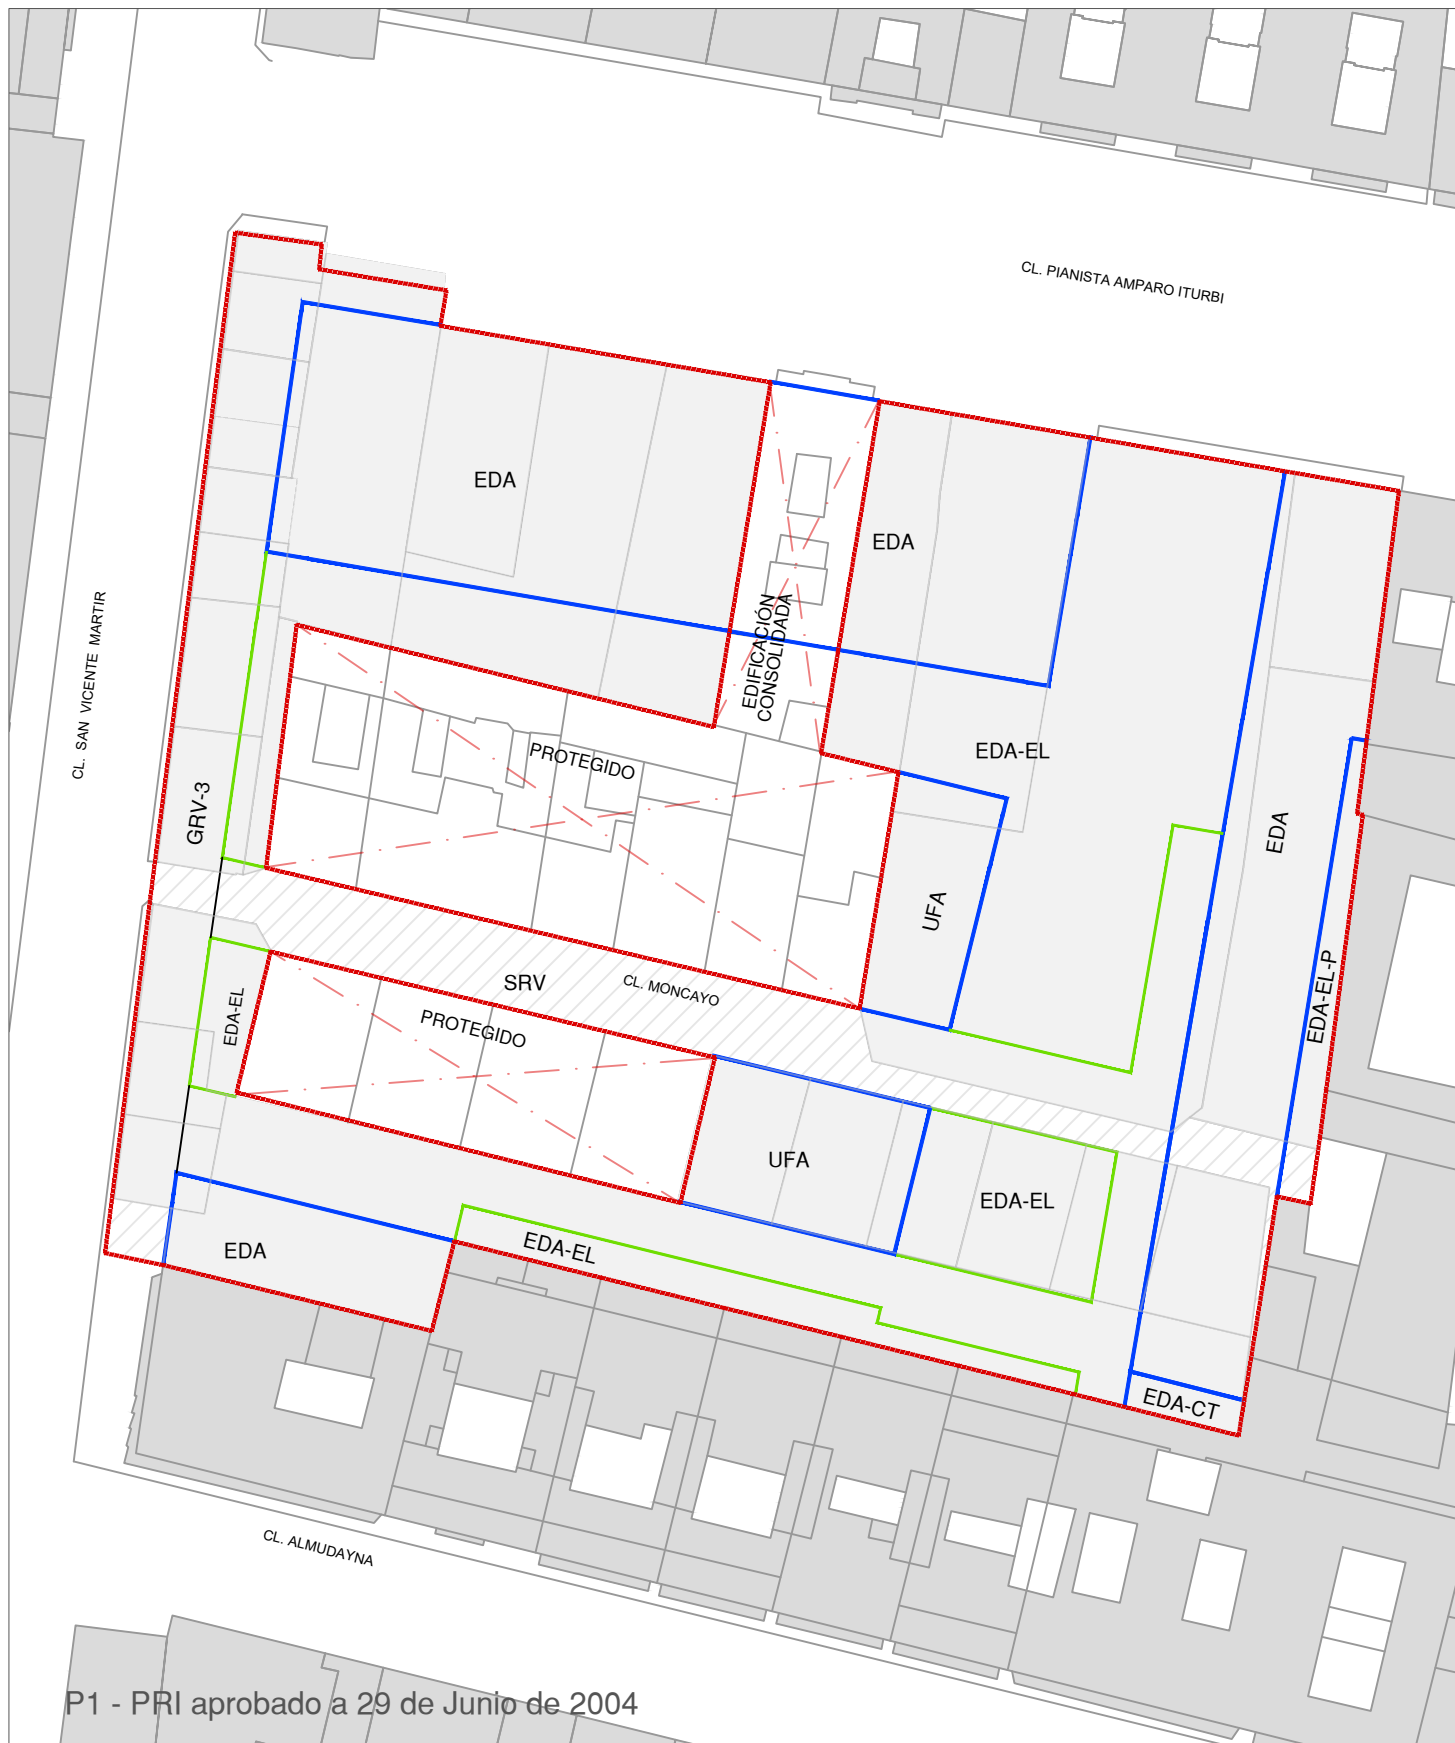 CL. PIANISTA AMPARO ITURBI
EDA
EDA
EDIFICACIÓN
CONSOLIDADA
CL. SAN VICENTE MARTIR
PROTEGIDO
EDA-EL
GRV-3
EDA
UFA
SRV
CL. MONCAYO
EDA-EL-P
EDA-EL
PROTEGIDO
UFA
EDA-EL
EDA
EDA-EL
EDA-CT
CL. ALMUDAYNA
P1 - PRI aprobado a 29 de Junio de 2004